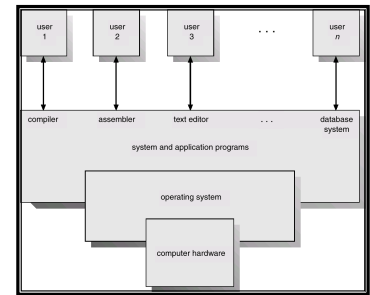 user user user . . . user
1 2 3 n
compiler assembler text editor . . . database
system
system and application programs
operating system
computer hardware